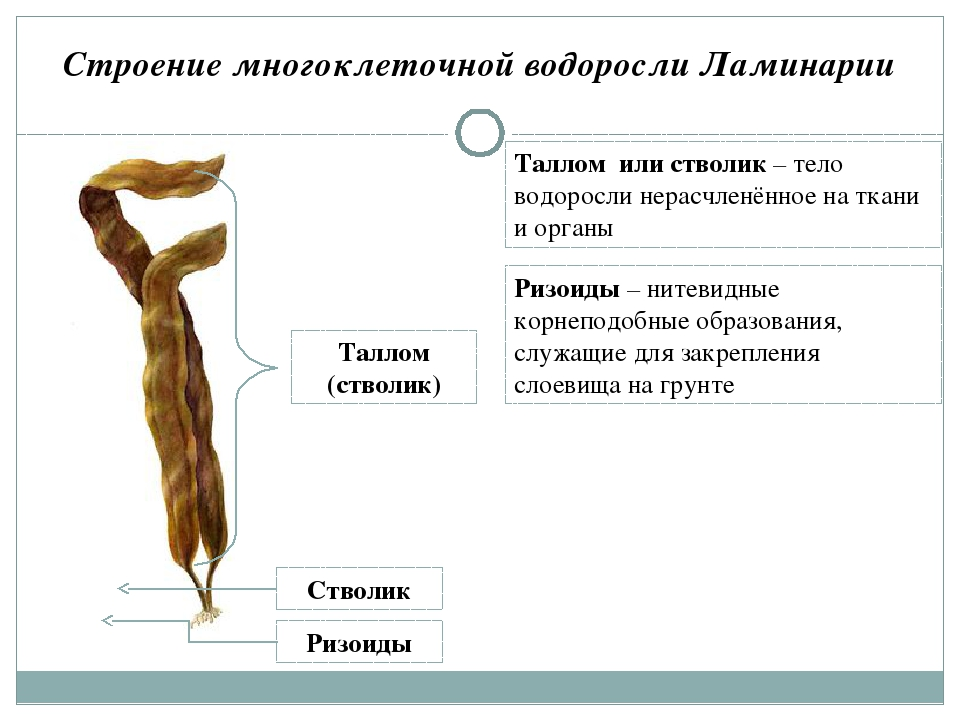 Строение многоклеточной водоросли Ламинарии
Таллом или стволик – тело
водоросли нерасчленённое на ткани
и органы
Ризоиды – нитевидные
корнеподобные образования,
служащие для закрепления
слоевища на грунте
Таллом
(стволик)
Стволик
Ризоиды